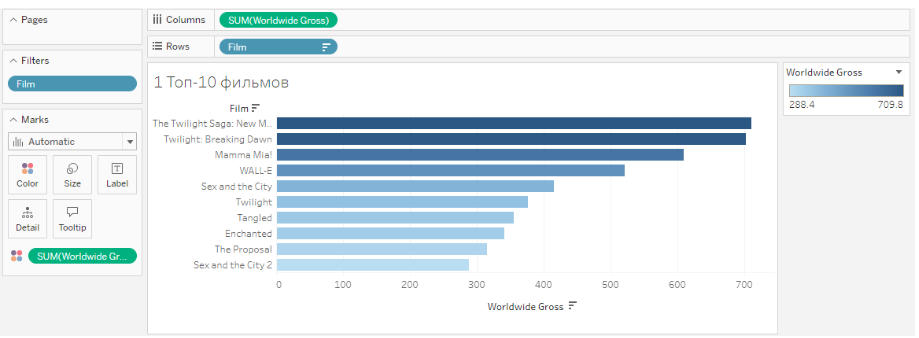 Pages
Filters
Film
Marks
Automatic
Color
Size
Label
Detail
Tooltip
SUM(Worldwide Gr...
Columns
SUM(Worldwide Gross)
Rows
Film
1 Топ-10 фильмов
Film
The Twilight Saga: New M..
Twilight: Breaking Dawn
Mamma Mia!
WALL-E
Sex and the City
Twilight
Tangled
Enchanted
The Proposal
Sex and the City 2
0 100 200 300 400 500 600 700
Worldwide Gross
Worldwide Gross
288.4 709.8